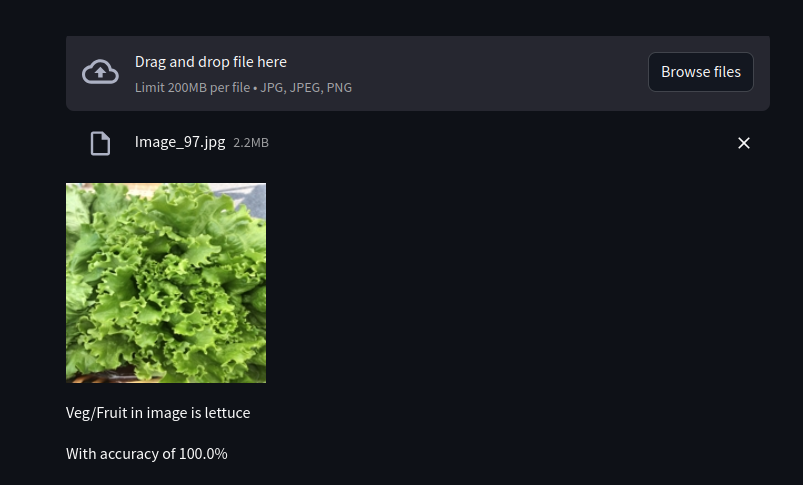 Drag and drop file here
Limit 200MB per file • JPG, JPEG, PNG
Browse files
Image_97.jpg 2.2MB
Veg/Fruit in image is lettuce
With accuracy of 100.0%